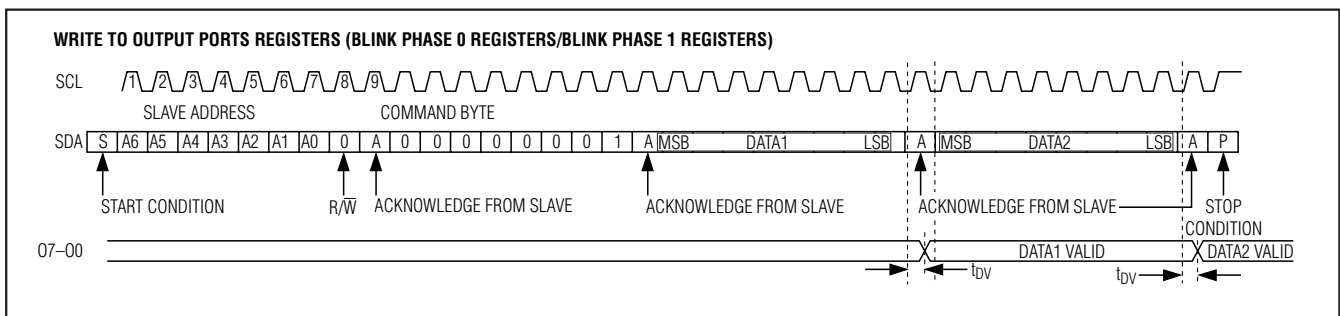 WRITE TO OUTPUT PORTS REGISTERS (BLINK PHASE 0 REGISTERS/BLINK PHASE 1 REGISTERS)
SCL 1 2 3 4 5 6 7 8 9
SLAVE ADDRESS COMMAND BYTE
SDA S A6 A5 A4 A3 A2 A1 A0 0 A 0 0 0 0 0 0 0 1 A MSB DATA1 LSB A MSB DATA2 LSB A P
START CONDITION R/W̅ ACKNOWLEDGE FROM SLAVE ACKNOWLEDGE FROM SLAVE ACKNOWLEDGE FROM SLAVE STOP
CONDITION
O7–O0 DATA1 VALID DATA2 VALID
tDV tDV